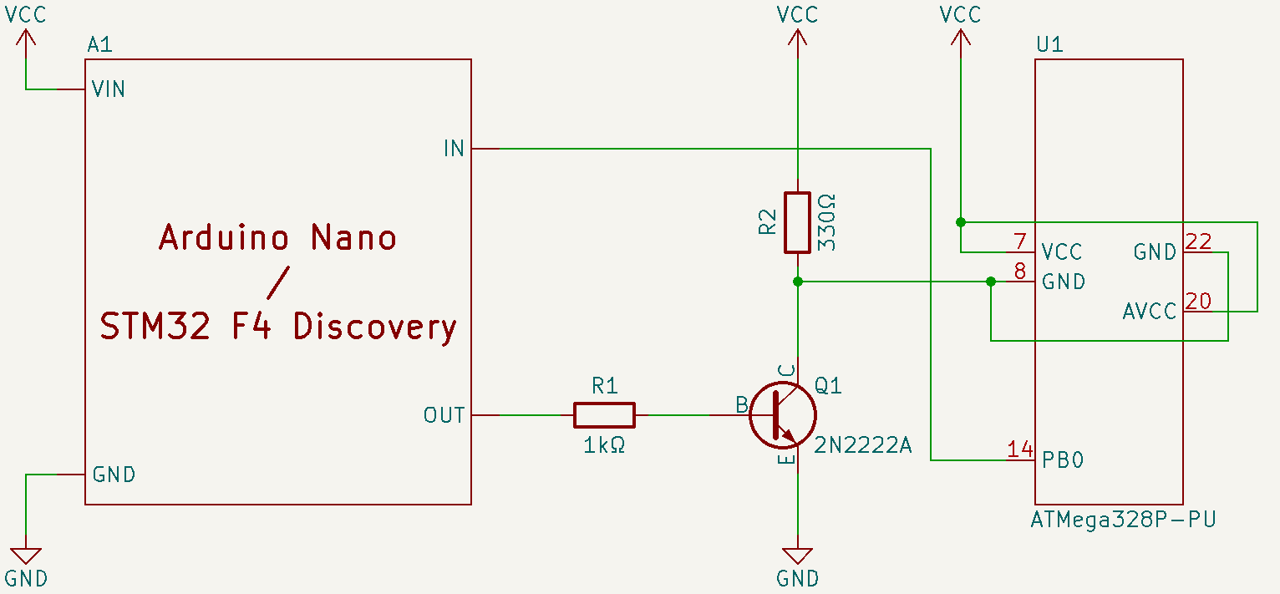 VCC
VCC
VCC
A1
U1
VIN
IN
Arduino Nano
/
STM32 F4 Discovery
R2
330Ω
7
VCC
GND
22
8
GND
AVCC
20
R1
C
Q1
OUT
B
1kΩ
2N2222A
E
14
PB0
GND
ATMega328P-PU
GND
GND